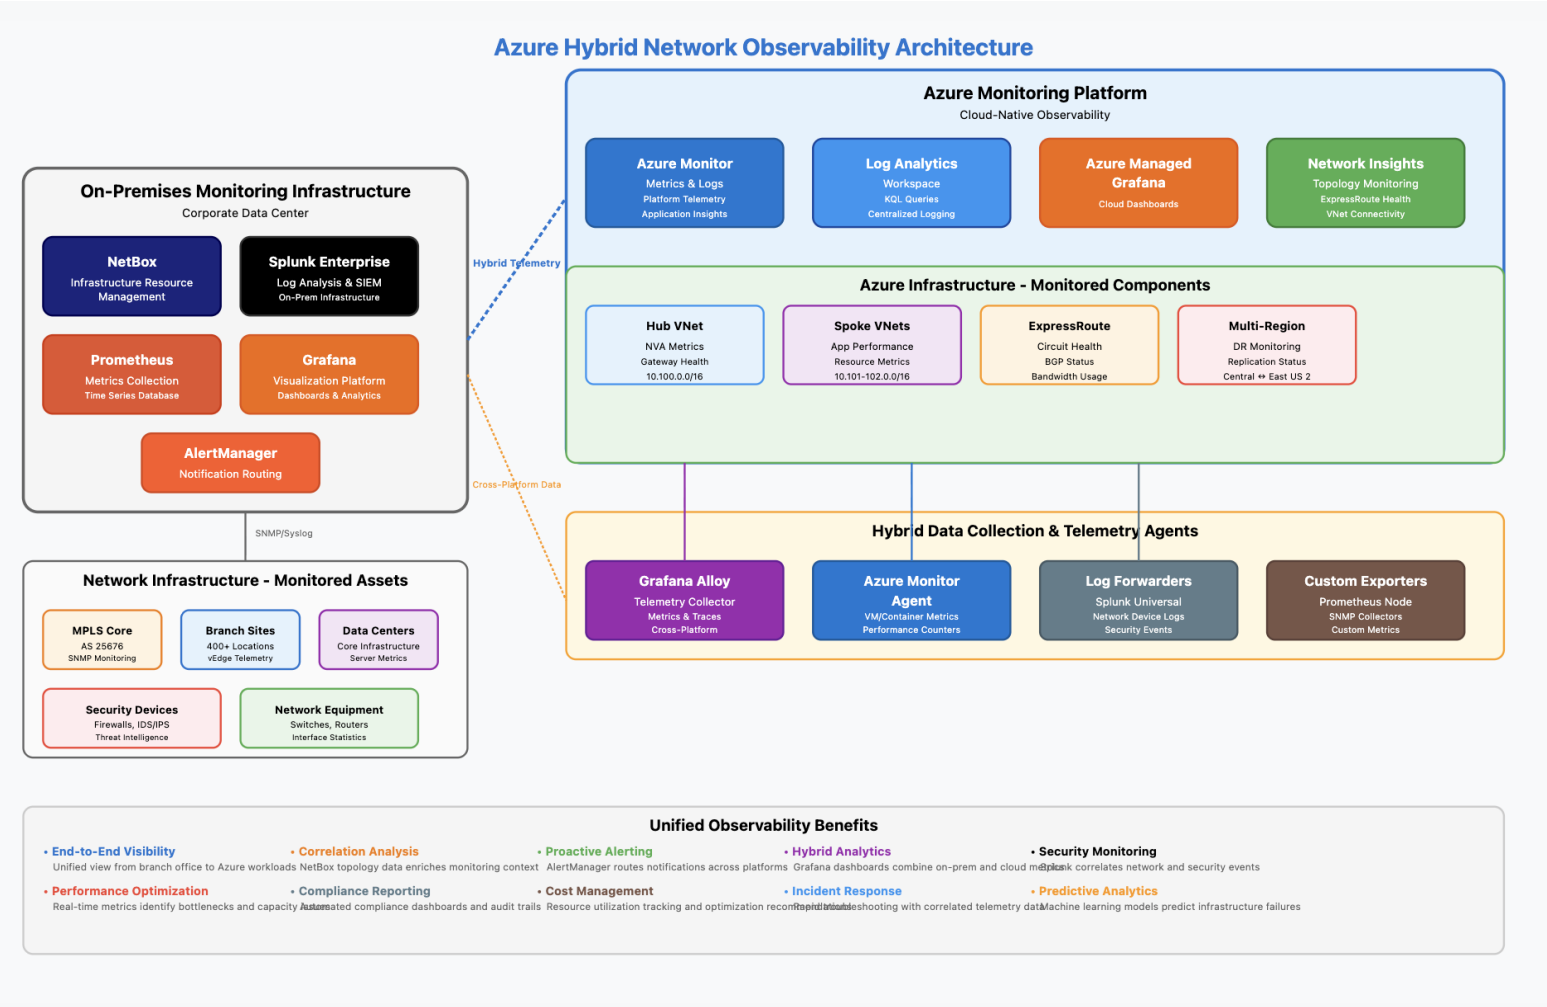 Azure Hybrid Network Observability Architecture
Azure Monitoring Platform
Cloud-Native Observability
Azure Monitor
Metrics & Logs
Platform Telemetry
Application Insights
Log Analytics
Workspace
KQL Queries
Centralized Logging
Azure Managed
Grafana
Cloud Dashboards
Network Insights
Topology Monitoring
ExpressRoute Health
VNet Connectivity
On-Premises Monitoring Infrastructure
Corporate Data Center
NetBox
Infrastructure Resource
Management
Splunk Enterprise
Log Analysis & SIEM
On-Prem Infrastructure
Prometheus
Metrics Collection
Time Series Database
Grafana
Visualization Platform
Dashboards & Analytics
AlertManager
Notification Routing
Hybrid Telemetry
Cross-Platform Data
Azure Infrastructure - Monitored Components
Hub VNet
NVA Metrics
Gateway Health
10.100.0.0/16
Spoke VNets
App Performance
Resource Metrics
10.101-102.0.0/16
ExpressRoute
Circuit Health
BGP Status
Bandwidth Usage
Multi-Region
DR Monitoring
Replication Status
Central ↔ East US 2
SNMP/Syslog
Network Infrastructure - Monitored Assets
MPLS Core
AS 25676
SNMP Monitoring
Branch Sites
400+ Locations
vEdge Telemetry
Data Centers
Core Infrastructure
Server Metrics
Security Devices
Firewalls, IDS/IPS
Threat Intelligence
Network Equipment
Switches, Routers
Interface Statistics
Hybrid Data Collection & Telemetry Agents
Grafana Alloy
Telemetry Collector
Metrics & Traces
Cross-Platform
Azure Monitor
Agent
VM/Container Metrics
Performance Counters
Log Forwarders
Splunk Universal
Network Device Logs
Security Events
Custom Exporters
Prometheus Node
SNMP Collectors
Custom Metrics
Unified Observability Benefits
• End-to-End Visibility
Unified view from branch office to Azure workloads
• Correlation Analysis
NetBox topology data enriches monitoring context
• Proactive Alerting
AlertManager routes notifications across platforms
• Hybrid Analytics
Grafana dashboards combine on-prem and cloud metrics
• Security Monitoring
Splunk correlates network and security events
• Performance Optimization
Real-time metrics identify bottlenecks and capacity issues
• Compliance Reporting
Automated compliance dashboards and audit trails
• Cost Management
Resource utilization tracking and optimization recommendations
• Incident Response
Rapid troubleshooting with correlated telemetry data
• Predictive Analytics
Machine learning models predict infrastructure failures